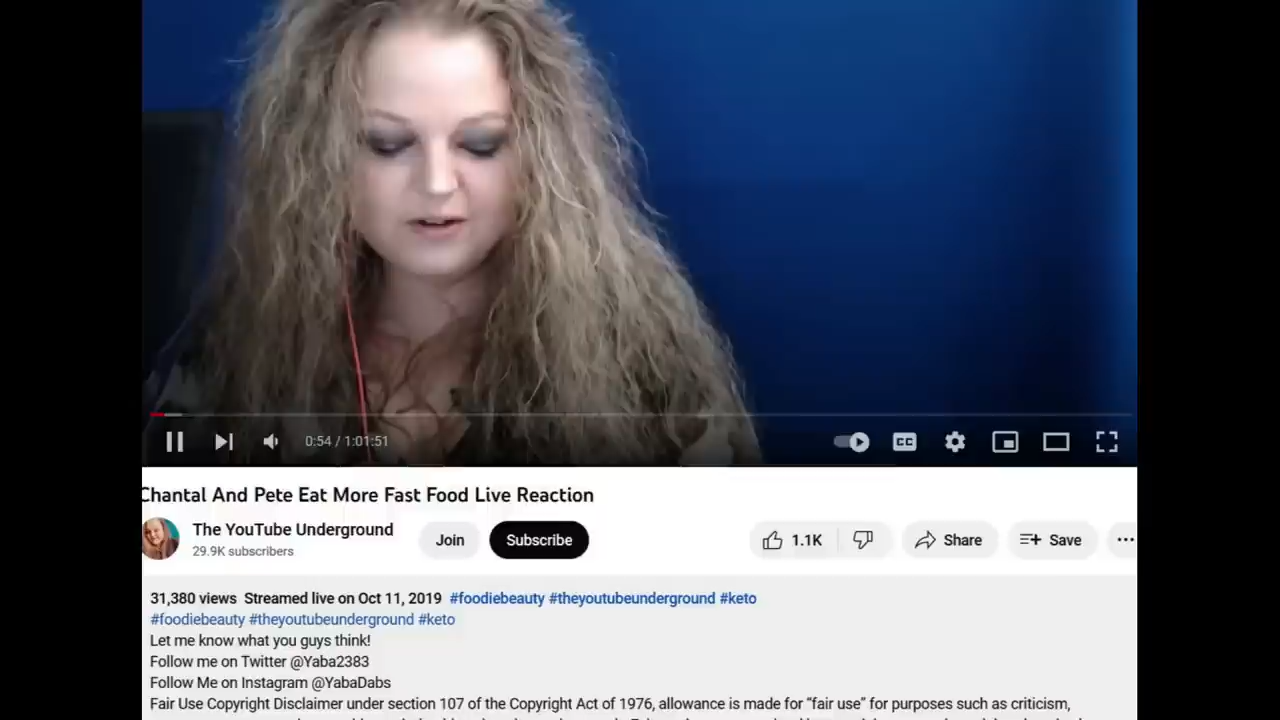 0:54 / 1:01:51
CC
Chantal And Pete Eat More Fast Food Live Reaction
The YouTube Underground
29.9K subscribers
Join
Subscribe
1.1K
Share
Save
31,380 views Streamed live on Oct 11, 2019 #foodiebeauty #theyoutubeunderground #keto
#foodiebeauty #theyoutubeunderground #keto
Let me know what you guys think!
Follow me on Twitter @Yaba2383
Follow Me on Instagram @YabaDabs
Fair Use Copyright Disclaimer under section 107 of the Copyright Act of 1976, allowance is made for “fair use” for purposes such as criticism,